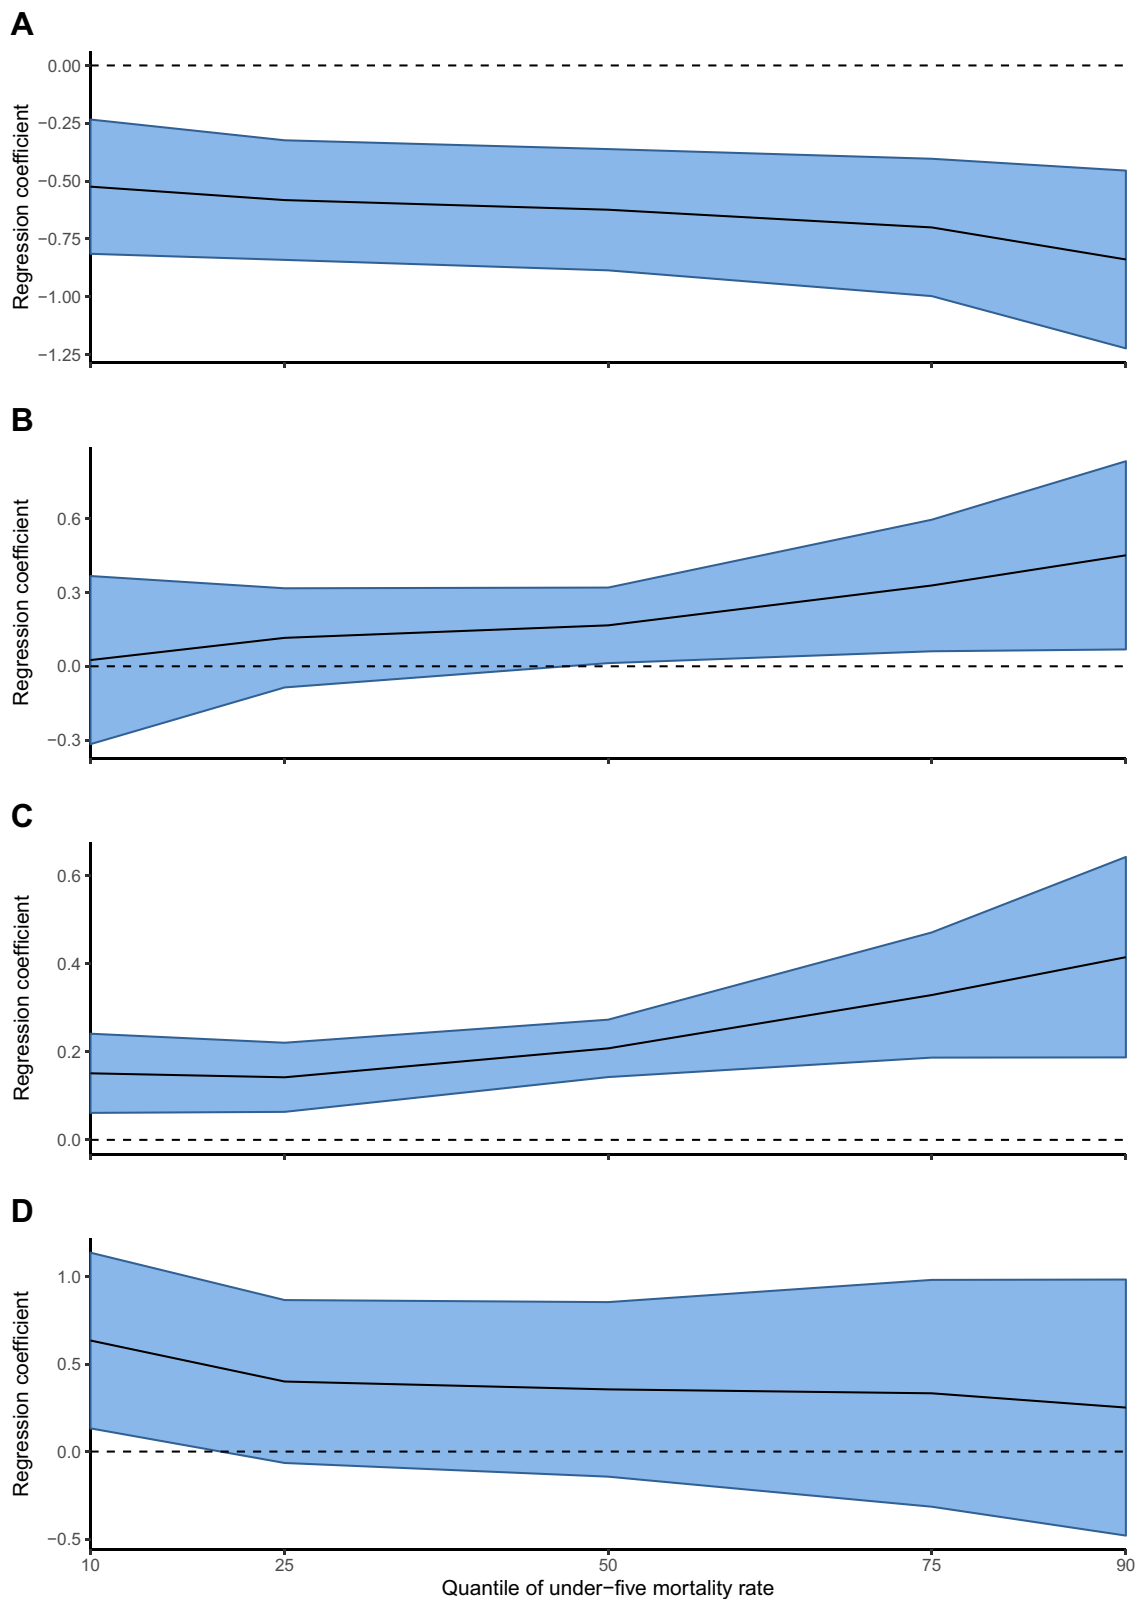 A
0.00
−0.25
−0.50
−0.75
−1.00
−1.25
Regression coefficient
B
0.6
0.3
0.0
−0.3
Regression coefficient
C
0.6
0.4
0.2
0.0
Regression coefficient
D
1.0
0.5
0.0
−0.5
Regression coefficient
10 25 50 75 90
Quantile of under−five mortality rate